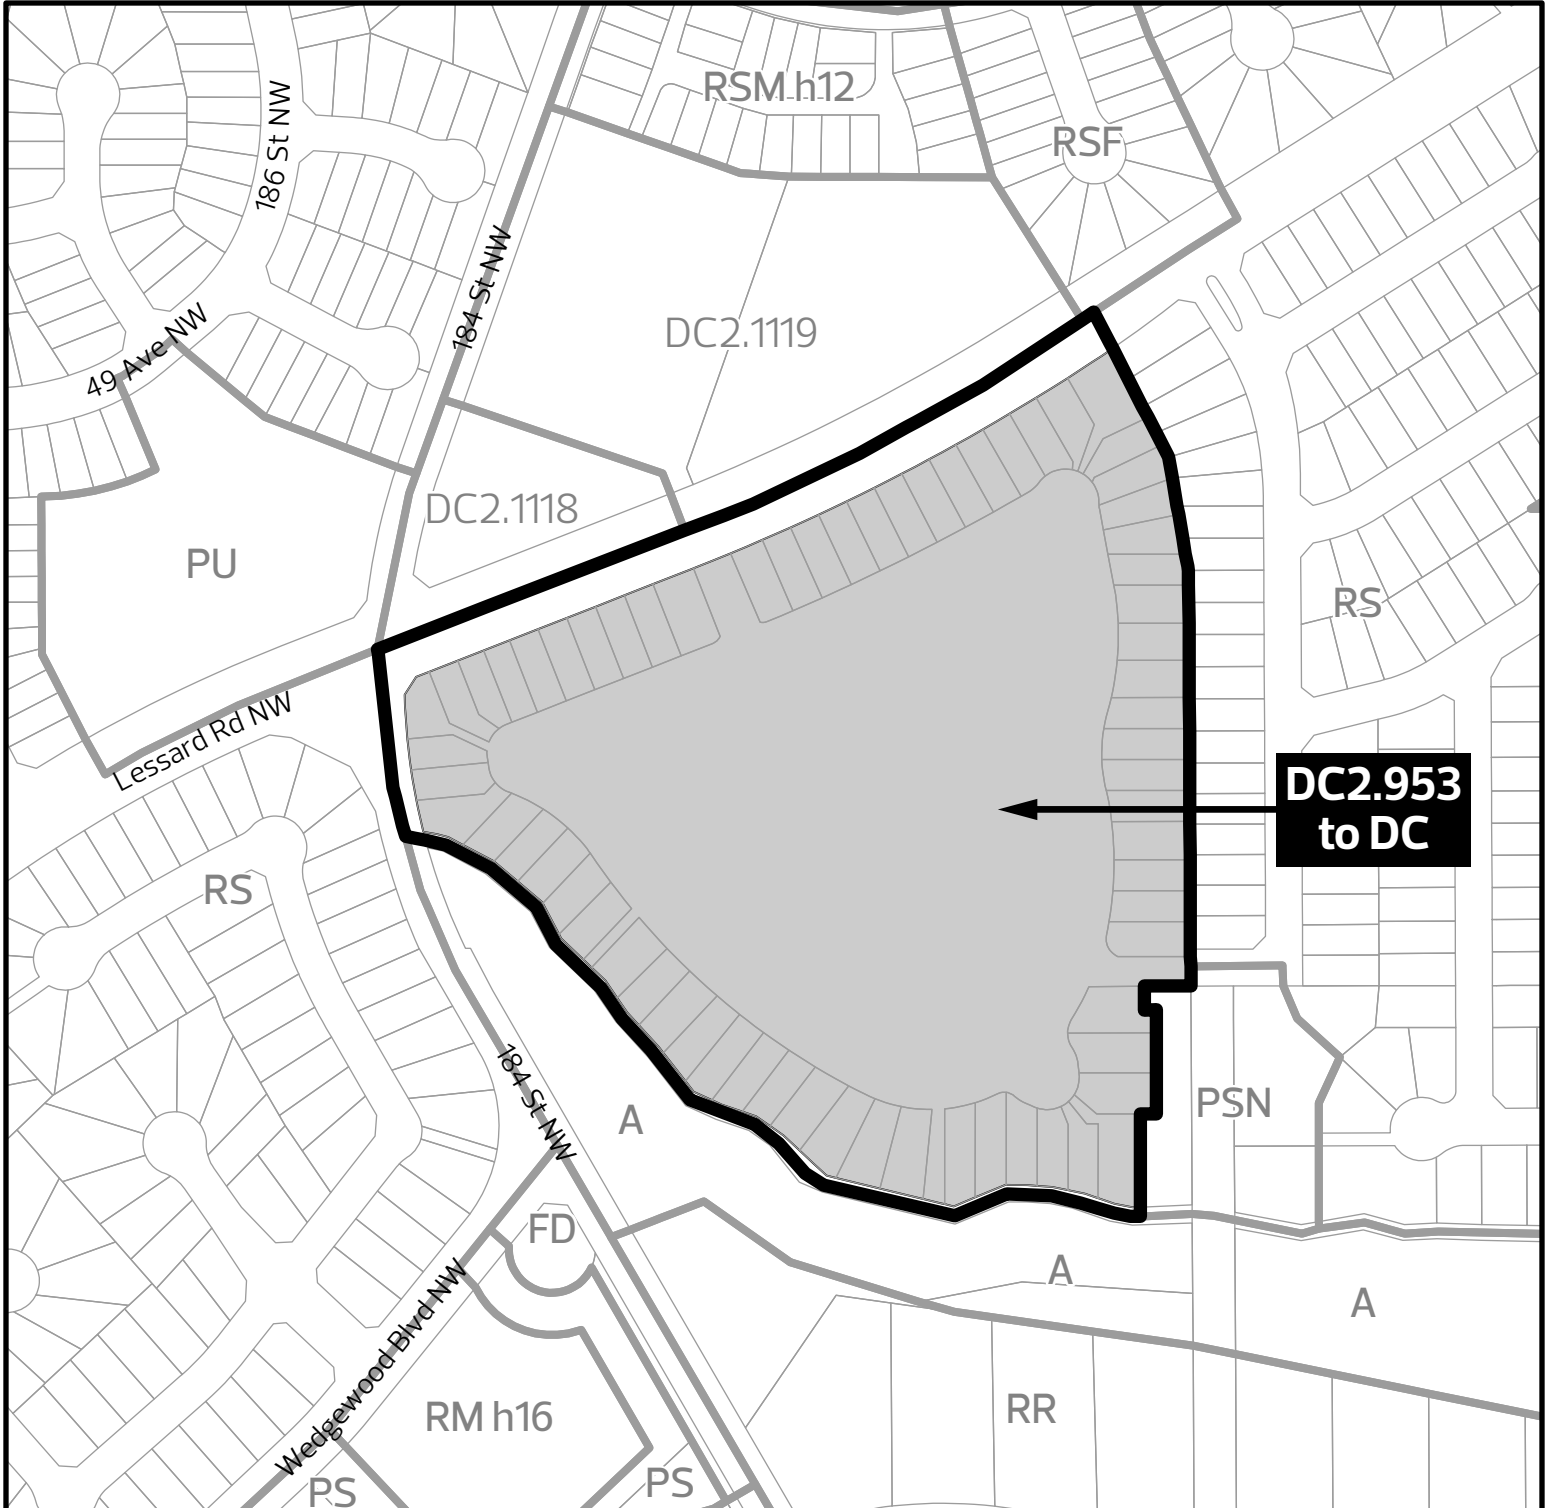 RSM h12
RSF
186 St NW
184 St NW
DC2.1119
49 Ave NW
DC2.1118
PU
RS
Lessard Rd NW
DC2.953
to DC
RS
184 St NW
A
PSN
FD
A
A
Wedgewood Blvd NW
RM h16
RR
PS
PS